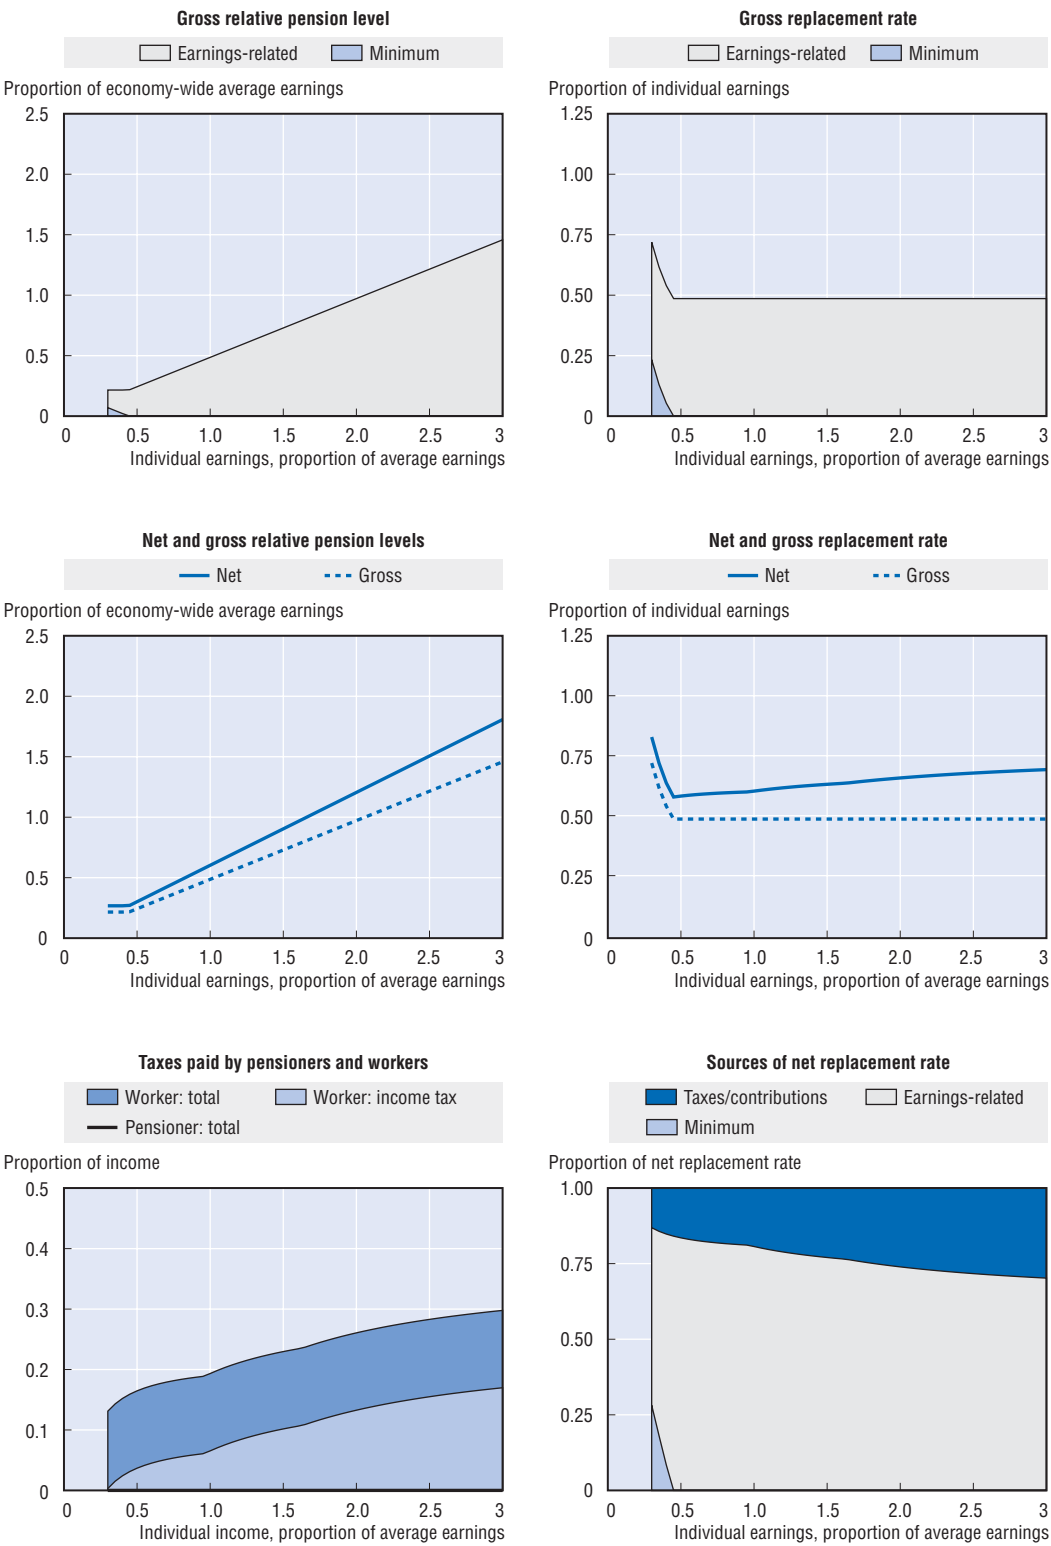 Gross relative pension level
Earnings-related Minimum
Proportion of economy-wide average earnings
2.5
2.0
1.5
1.0
0.5
0
0 0.5 1.0 1.5 2.0 2.5 3
Individual earnings, proportion of average earnings
Gross replacement rate
Earnings-related Minimum
Proportion of individual earnings
1.25
1.00
0.75
0.50
0.25
0
0 0.5 1.0 1.5 2.0 2.5 3
Individual earnings, proportion of average earnings
Net and gross relative pension levels
Net Gross
Proportion of economy-wide average earnings
2.5
2.0
1.5
1.0
0.5
0
0 0.5 1.0 1.5 2.0 2.5 3
Individual earnings, proportion of average earnings
Net and gross replacement rate
Net Gross
Proportion of individual earnings
1.25
1.00
0.75
0.50
0.25
0
0 0.5 1.0 1.5 2.0 2.5 3
Individual earnings, proportion of average earnings
Taxes paid by pensioners and workers
Worker: total Worker: income tax
Pensioner: total
Proportion of income
0.5
0.4
0.3
0.2
0.1
0
0 0.5 1.0 1.5 2.0 2.5 3
Individual income, proportion of average earnings
Sources of net replacement rate
Taxes/contributions Earnings-related
Minimum
Proportion of net replacement rate
1.00
0.75
0.50
0.25
0
0 0.5 1.0 1.5 2.0 2.5 3
Individual earnings, proportion of average earnings